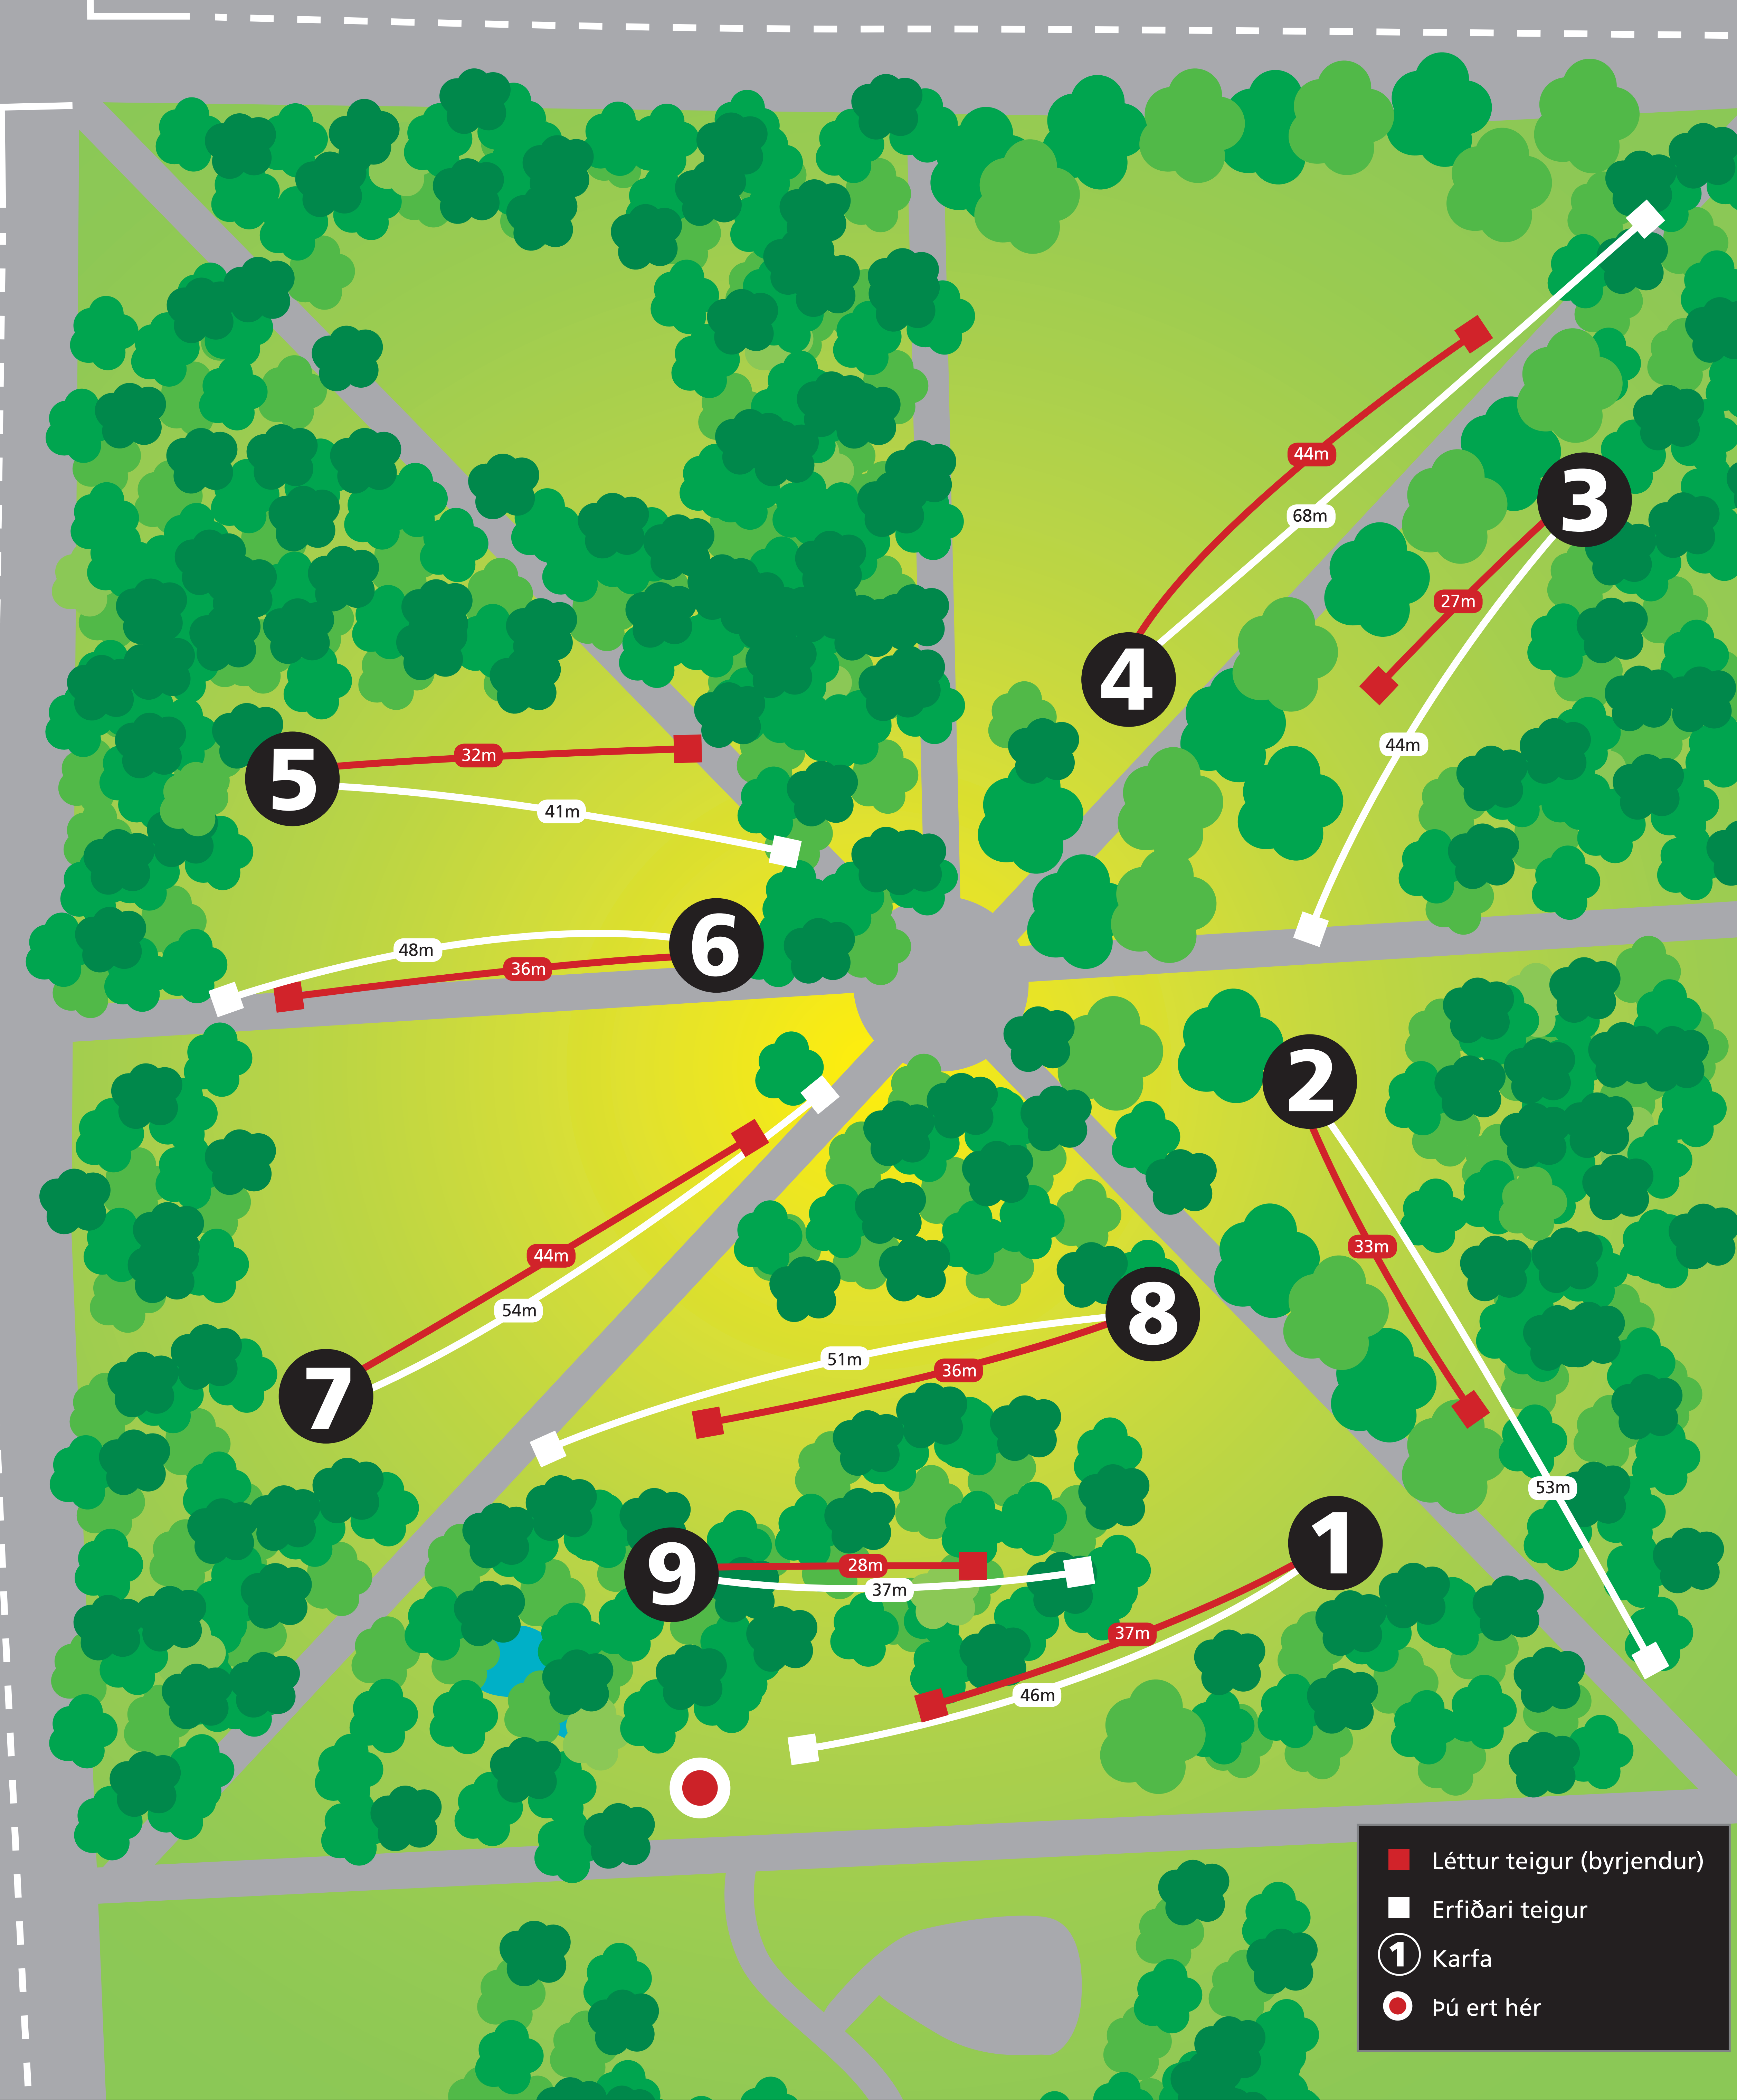 44m
68m
3
27m
4
44m
5
32m
41m
6
48m
36m
2
33m
44m
54m
8
51m
36m
7
53m
1
9
28m
37m
37m
46m
Léttur teigur (byrjendur)
Erfiðari teigur
1 Karfa
Þú ert hér